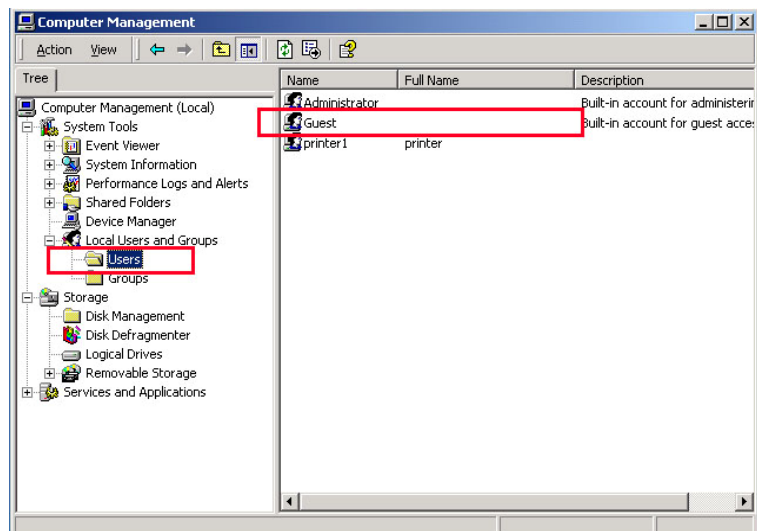 Computer Management
Action View
Tree
Name Full Name Description
Computer Management (Local)
System Tools
Event Viewer
System Information
Performance Logs and Alerts
Shared Folders
Device Manager
Local Users and Groups
Users
Groups
Storage
Disk Management
Disk Defragmenter
Logical Drives
Removable Storage
Services and Applications
Administrator Built-in account for administerin
Guest Built-in account for guest acces
printer1 printer